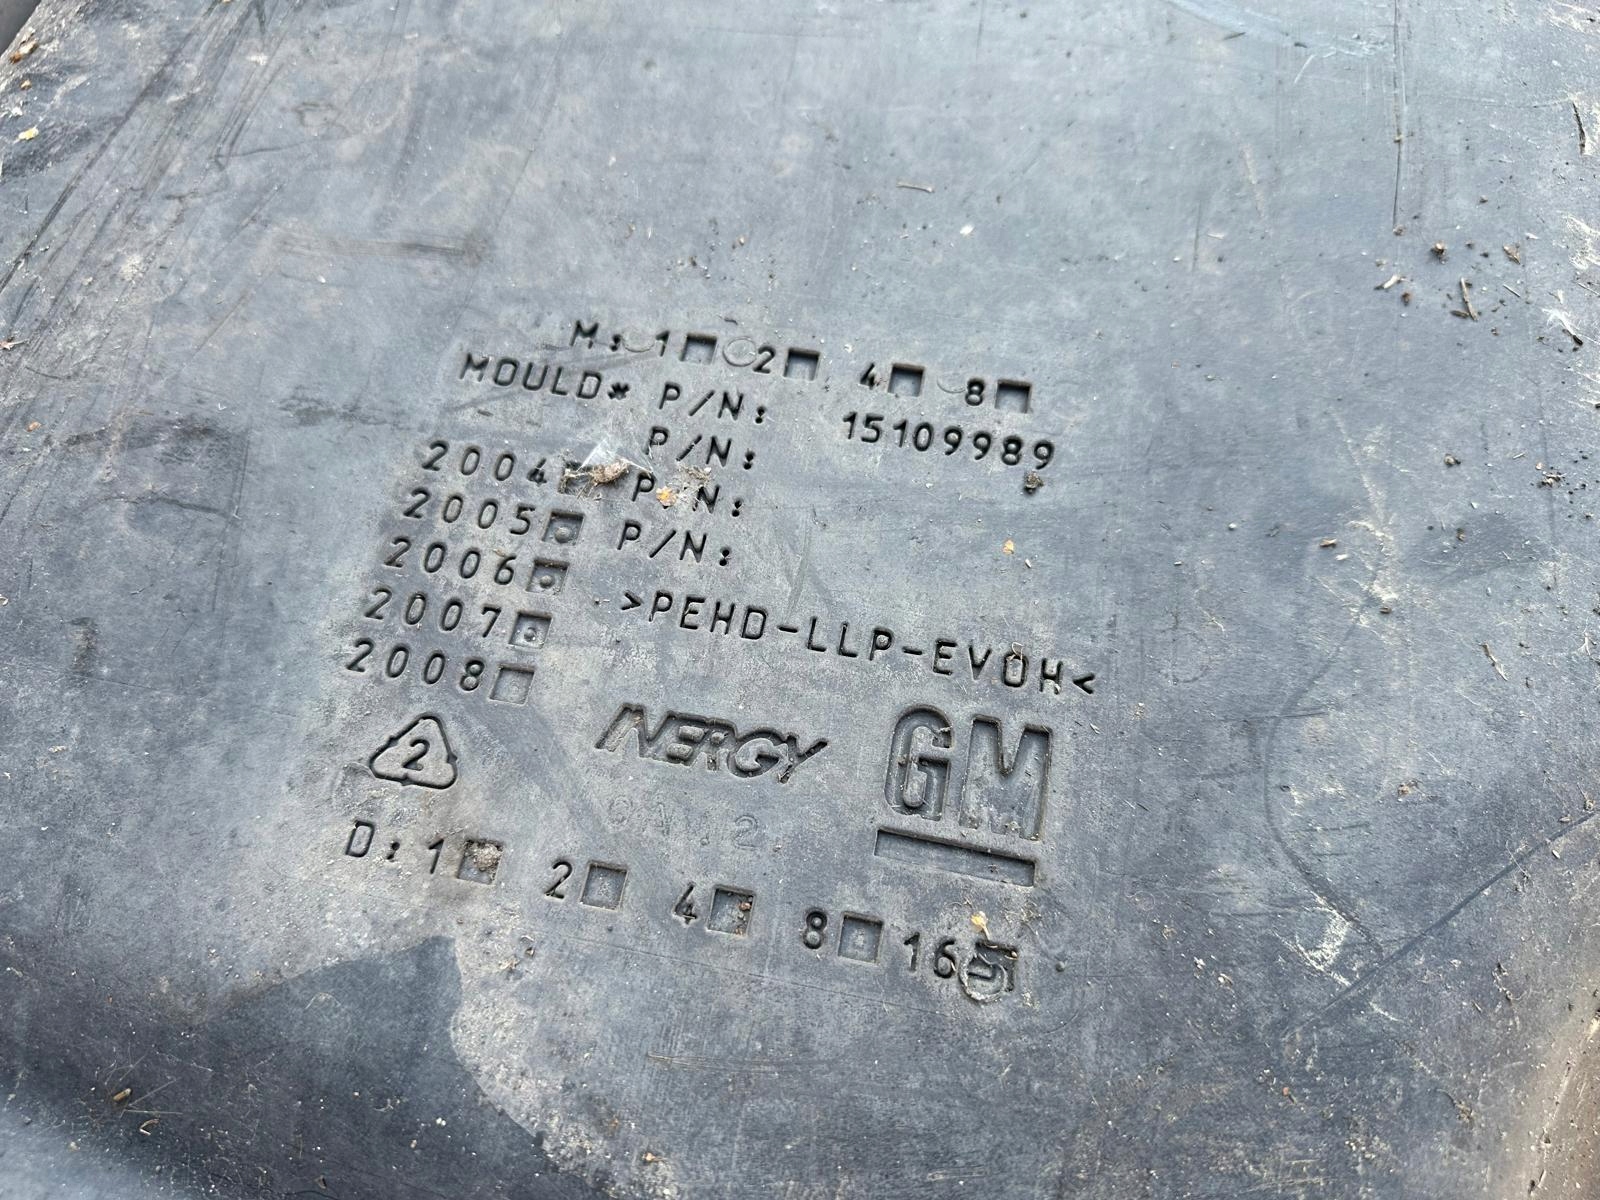 M: 1 2 4 8
MOULD* P/N: 15109989
P/N:
2004 P/N:
2005 P/N:
2006
>PEHD-LLP-EVOH<
2007
2008
2
INERGY
GM
D: 1 2 4 8 16